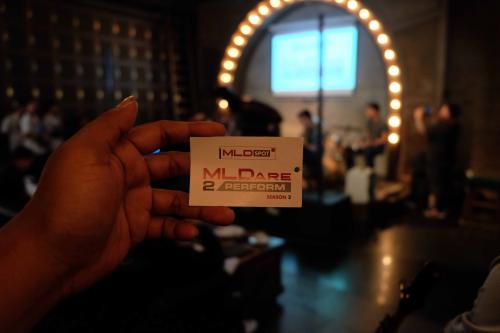 MLDSPOT
MLDARE
2 PERFORM
SEASON 2